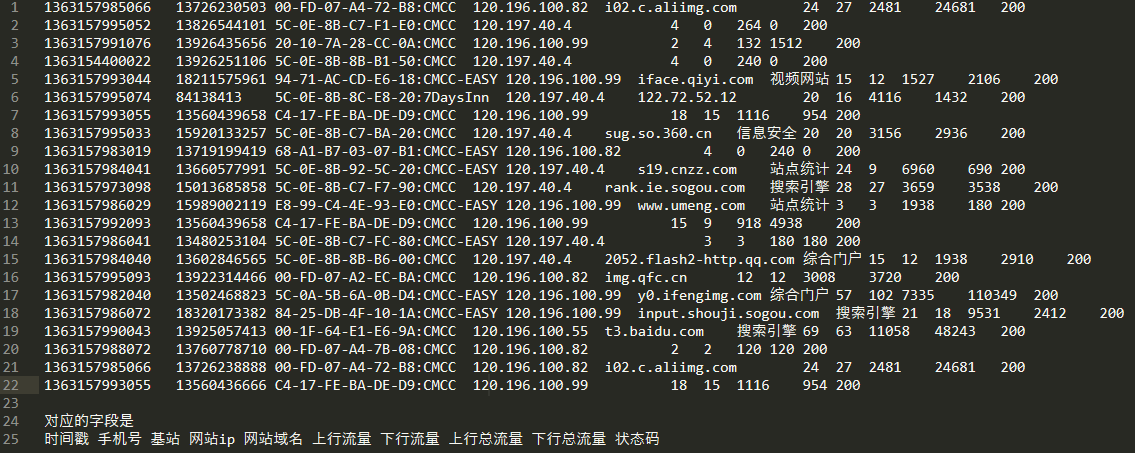 1 1363157985066 13726230503 00-FD-07-A4-72-B8:CMCC 120.196.100.82 i02.c.aliimg.com 24 27 2481 24681 200
2 1363157995052 13826544101 5C-0E-8B-C7-F1-E0:CMCC 120.197.40.4 4 0 264 0 200
3 1363157991076 13926435656 20-10-7A-28-CC-0A:CMCC 120.196.100.99 2 4 132 1512 200
4 1363154400022 13926251106 5C-0E-8B-8B-B1-50:CMCC 120.197.40.4 4 0 240 0 200
5 1363157993044 18211575961 94-71-AC-CD-E6-18:CMCC-EASY 120.196.100.99 iface.qiyi.com 视频网站 15 12 1527 2106 200
6 1363157995074 84138413 5C-0E-8B-8C-E8-20:7DaysInn 120.197.40.4 122.72.52.12 20 16 4116 1432 200
7 1363157993055 13560439658 C4-17-FE-BA-DE-D9:CMCC 120.196.100.99 18 15 1116 954 200
8 1363157995033 15920133257 5C-0E-8B-C7-BA-20:CMCC 120.197.40.4 sug.so.360.cn 信息安全 20 20 3156 2936 200
9 1363157983019 13719199419 68-A1-B7-03-07-B1:CMCC-EASY 120.196.100.82 4 0 240 0 200
10 1363157984041 13660577991 5C-0E-8B-92-5C-20:CMCC-EASY 120.197.40.4 s19.cnzz.com 站点统计 24 9 6960 690 200
11 1363157973098 15013685858 5C-0E-8B-C7-F7-90:CMCC 120.197.40.4 rank.ie.sogou.com 搜索引擎 28 27 3659 3538 200
12 1363157986029 15989002119 E8-99-C4-4E-93-E0:CMCC-EASY 120.196.100.99 www.umeng.com 站点统计 3 3 1938 180 200
13 1363157992093 13560439658 C4-17-FE-BA-DE-D9:CMCC 120.196.100.99 15 9 918 4938 200
14 1363157986041 13480253104 5C-0E-8B-C7-FC-80:CMCC-EASY 120.197.40.4 3 3 180 180 200
15 1363157984040 13602846565 5C-0E-8B-8B-B6-00:CMCC 120.197.40.4 2052.flash2-http.qq.com 综合门户 15 12 1938 2910 200
16 1363157995093 13922314466 00-FD-07-A2-EC-BA:CMCC 120.196.100.82 img.qfc.cn 12 12 3008 3720 200
17 1363157982040 13502468823 5C-0A-5B-6A-0B-D4:CMCC-EASY 120.196.100.99 y0.ifengimg.com 综合门户 57 102 7335 110349 200
18 1363157986072 18320173382 84-25-DB-4F-10-1A:CMCC-EASY 120.196.100.99 input.shouji.sogou.com 搜索引擎 21 18 9531 2412 200
19 1363157990043 13925057413 00-1F-64-E1-E6-9A:CMCC 120.196.100.55 t3.baidu.com 搜索引擎 69 63 11058 48243 200
20 1363157988072 13760778710 00-FD-07-A4-7B-08:CMCC 120.196.100.82 2 2 120 120 200
21 1363157985066 13726238888 00-FD-07-A4-72-B8:CMCC 120.196.100.82 i02.c.aliimg.com 24 27 2481 24681 200
22 1363157993055 13560436666 C4-17-FE-BA-DE-D9:CMCC 120.196.100.99 18 15 1116 954 200
23
24 对应的字段是
25 时间戳 手机号 基站 网站ip 网站域名 上行流量 下行流量 上行总流量 下行总流量 状态码